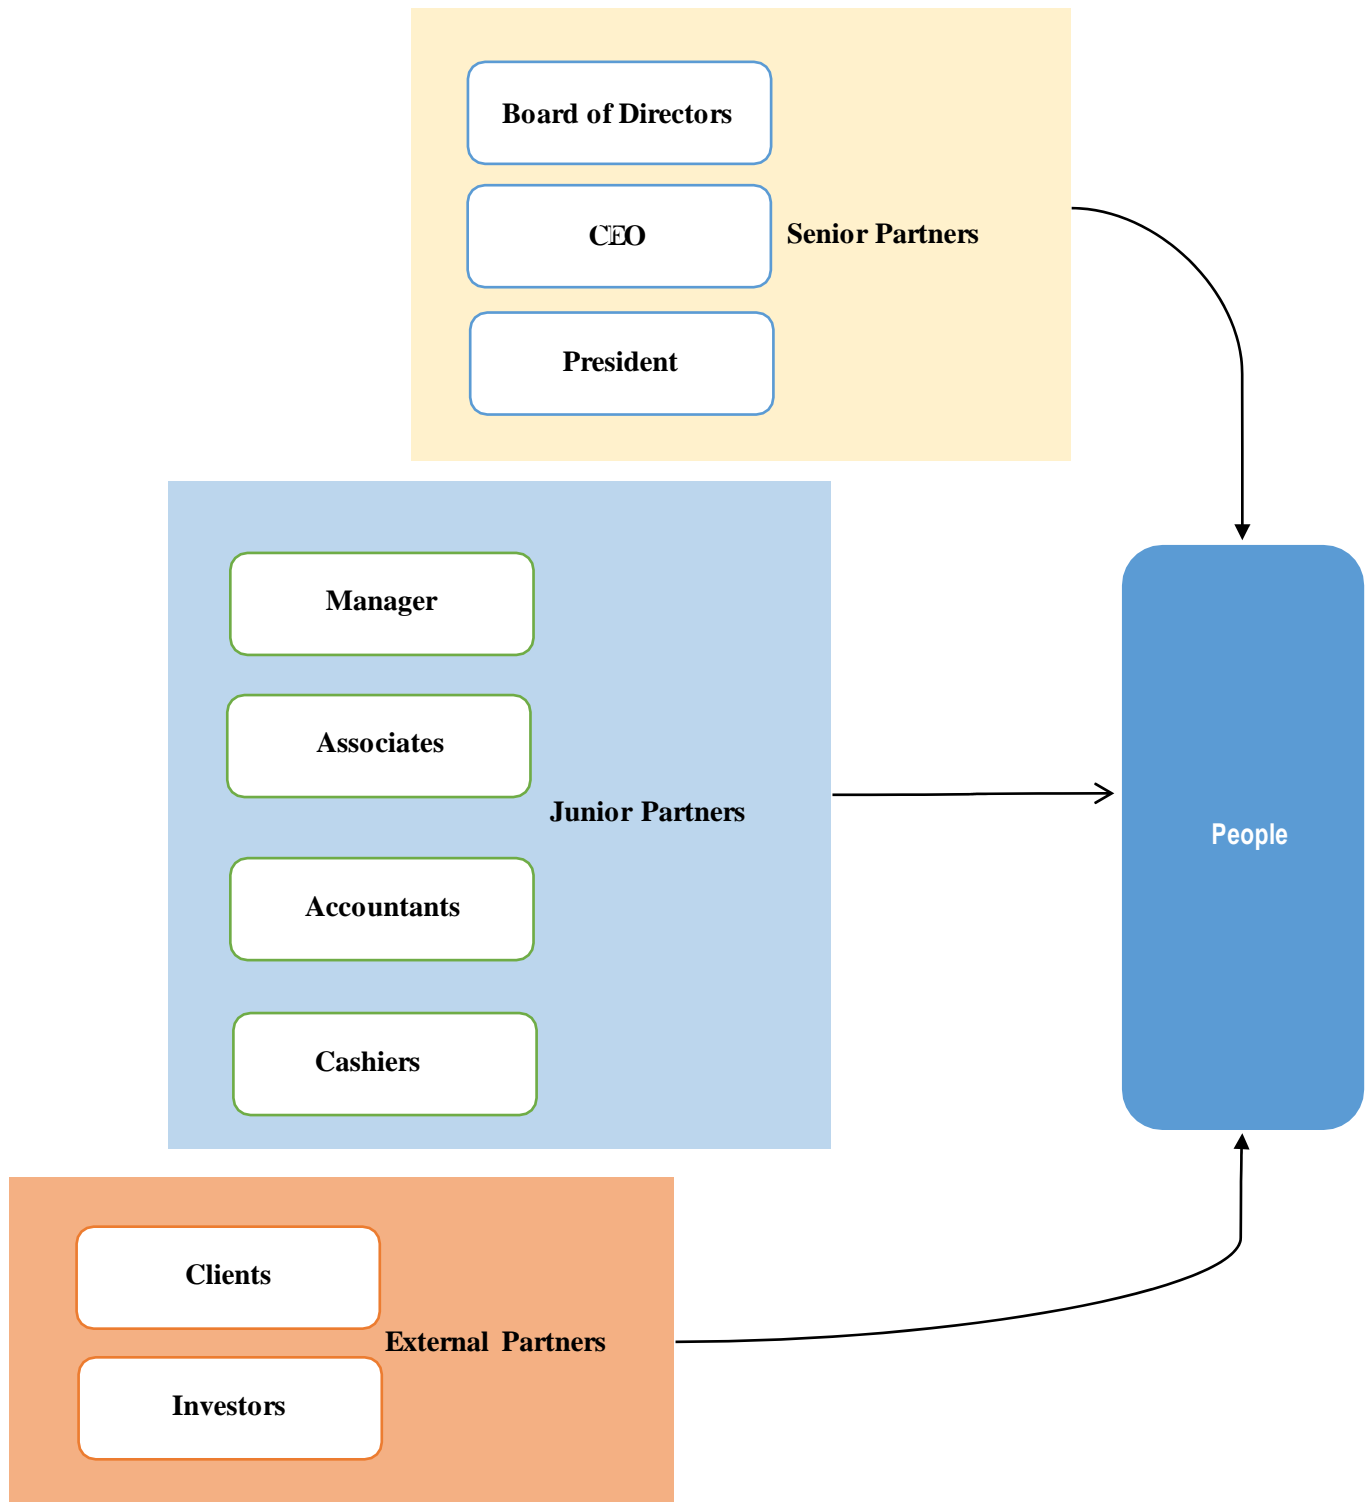 Board of Directors
CEO
Senior Partners
President
Manager
Associates
Junior Partners
People
Accountants
Cashiers
Clients
External Partners
Investors